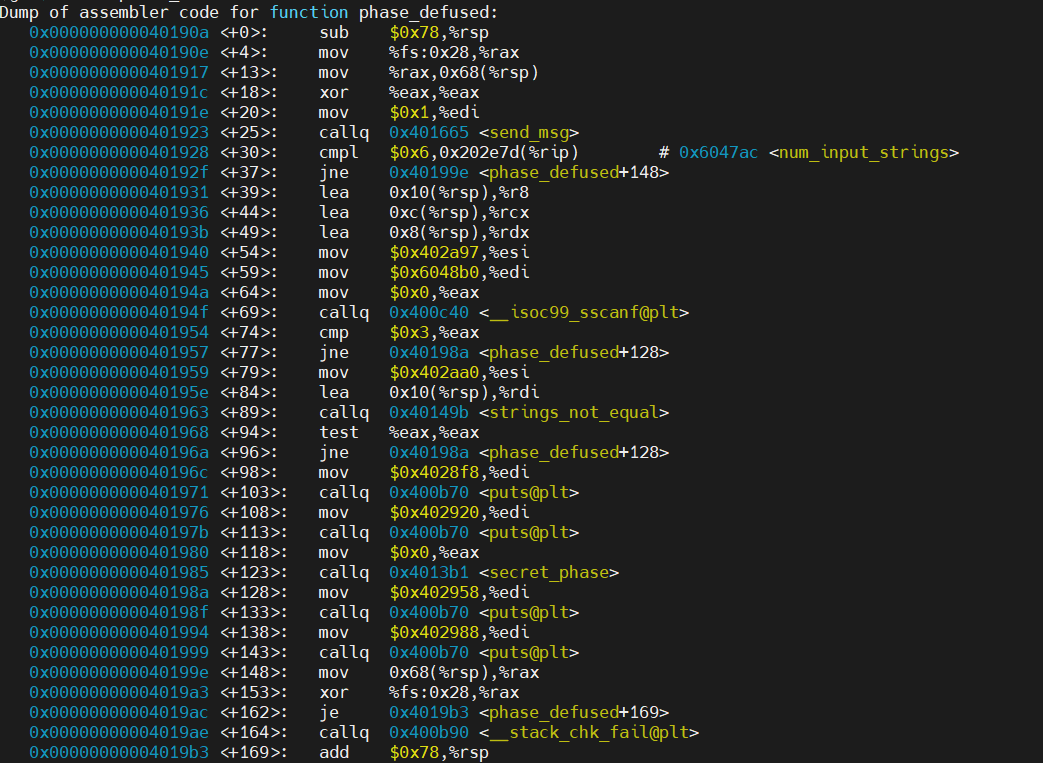 Dump of assembler code for function phase_defused:
0x000000000040190a <+0>: sub $0x78,%rsp
0x000000000040190e <+4>: mov %fs:0x28,%rax
0x0000000000401917 <+13>: mov %rax,0x68(%rsp)
0x000000000040191c <+18>: xor %eax,%eax
0x000000000040191e <+20>: mov $0x1,%edi
0x0000000000401923 <+25>: callq 0x401665 <send_msg>
0x0000000000401928 <+30>: cmpl $0x6,0x202e7d(%rip) # 0x6047ac <num_input_strings>
0x000000000040192f <+37>: jne 0x40199e <phase_defused+148>
0x0000000000401931 <+39>: lea 0x10(%rsp),%r8
0x0000000000401936 <+44>: lea 0xc(%rsp),%rcx
0x000000000040193b <+49>: lea 0x8(%rsp),%rdx
0x0000000000401940 <+54>: mov $0x402a97,%esi
0x0000000000401945 <+59>: mov $0x6048b0,%edi
0x000000000040194a <+64>: mov $0x0,%eax
0x000000000040194f <+69>: callq 0x400c40 <__isoc99_sscanf@plt>
0x0000000000401954 <+74>: cmp $0x3,%eax
0x0000000000401957 <+77>: jne 0x40198a <phase_defused+128>
0x0000000000401959 <+79>: mov $0x402aa0,%esi
0x000000000040195e <+84>: lea 0x10(%rsp),%rdi
0x0000000000401963 <+89>: callq 0x40149b <strings_not_equal>
0x0000000000401968 <+94>: test %eax,%eax
0x000000000040196a <+96>: jne 0x40198a <phase_defused+128>
0x000000000040196c <+98>: mov $0x4028f8,%edi
0x0000000000401971 <+103>: callq 0x400b70 <puts@plt>
0x0000000000401976 <+108>: mov $0x402920,%edi
0x000000000040197b <+113>: callq 0x400b70 <puts@plt>
0x0000000000401980 <+118>: mov $0x0,%eax
0x0000000000401985 <+123>: callq 0x4013b1 <secret_phase>
0x000000000040198a <+128>: mov $0x402958,%edi
0x000000000040198f <+133>: callq 0x400b70 <puts@plt>
0x0000000000401994 <+138>: mov $0x402988,%edi
0x0000000000401999 <+143>: callq 0x400b70 <puts@plt>
0x000000000040199e <+148>: mov 0x68(%rsp),%rax
0x00000000004019a3 <+153>: xor %fs:0x28,%rax
0x00000000004019ac <+162>: je 0x4019b3 <phase_defused+169>
0x00000000004019ae <+164>: callq 0x400b90 <__stack_chk_fail@plt>
0x00000000004019b3 <+169>: add $0x78,%rsp